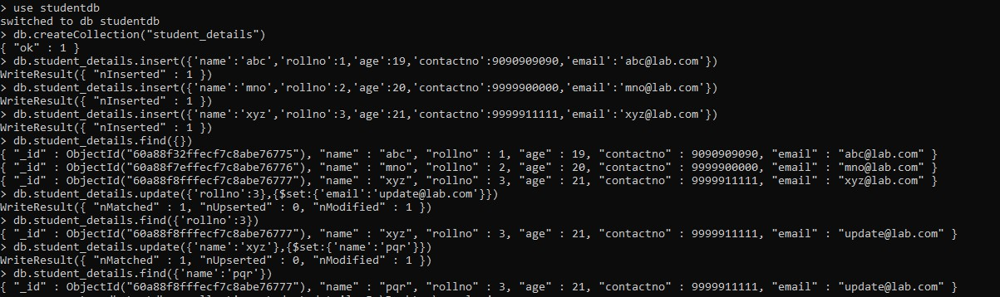 > use studentdb
switched to db studentdb
> db.createCollection("student_details")
{ "ok" : 1 }
> db.student_details.insert({'name':'abc','rollno':1,'age':19,'contactno':9090909090,'email':'abc@lab.com'})
WriteResult({ "nInserted" : 1 })
> db.student_details.insert({'name':'mno','rollno':2,'age':20,'contactno':9999900000,'email':'mno@lab.com'})
WriteResult({ "nInserted" : 1 })
> db.student_details.insert({'name':'xyz','rollno':3,'age':21,'contactno':9999911111,'email':'xyz@lab.com'})
WriteResult({ "nInserted" : 1 })
> db.student_details.find({})
{ "_id" : ObjectId("60a88f32ffecf7c8abe76775"), "name" : "abc", "rollno" : 1, "age" : 19, "contactno" : 9090909090, "email" : "abc@lab.com" }
{ "_id" : ObjectId("60a88f7effecf7c8abe76776"), "name" : "mno", "rollno" : 2, "age" : 20, "contactno" : 9999900000, "email" : "mno@lab.com" }
{ "_id" : ObjectId("60a88f8fffecf7c8abe76777"), "name" : "xyz", "rollno" : 3, "age" : 21, "contactno" : 9999911111, "email" : "xyz@lab.com" }
> db.student_details.update({'rollno':3},{$set:{'email':'update@lab.com'}})
WriteResult({ "nMatched" : 1, "nUpserted" : 0, "nModified" : 1 })
> db.student_details.find({'rollno':3})
{ "_id" : ObjectId("60a88f8fffecf7c8abe76777"), "name" : "xyz", "rollno" : 3, "age" : 21, "contactno" : 9999911111, "email" : "update@lab.com" }
> db.student_details.update({'name':'xyz'},{$set:{'name':'pqr'}})
WriteResult({ "nMatched" : 1, "nUpserted" : 0, "nModified" : 1 })
> db.student_details.find({'name':'pqr'})
{ "_id" : ObjectId("60a88f8fffecf7c8abe76777"), "name" : "pqr", "rollno" : 3, "age" : 21, "contactno" : 9999911111, "email" : "update@lab.com" }